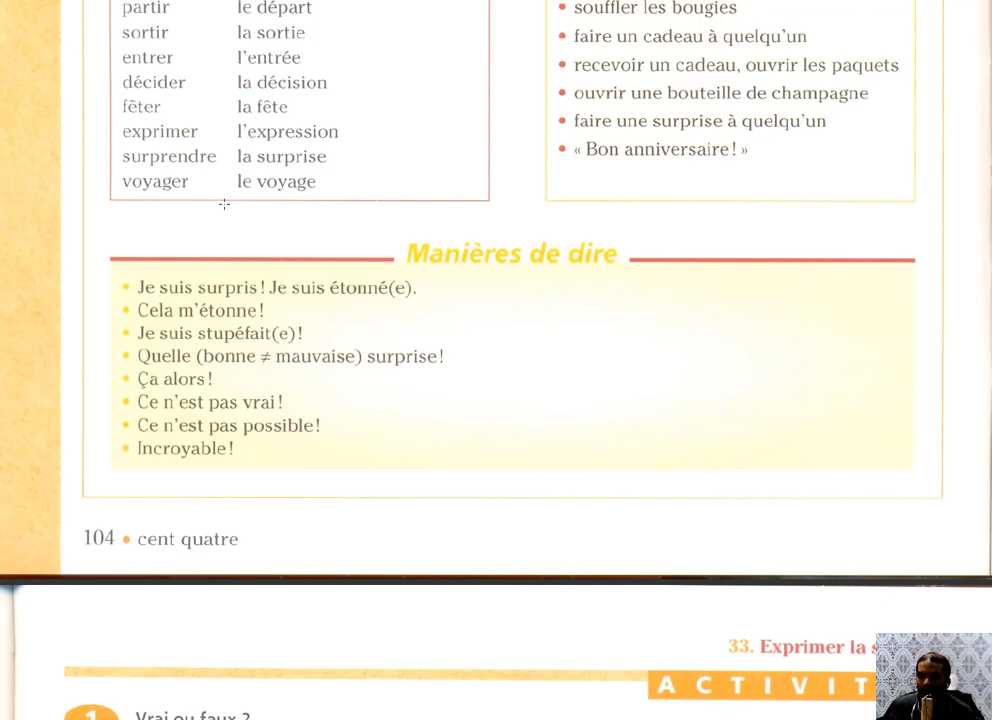 partir le départ
sortir la sortie
entrer l'entrée
décider la décision
fêter la fête
exprimer l'expression
surprendre la surprise
voyager le voyage
• souffler les bougies
• faire un cadeau à quelqu'un
• recevoir un cadeau, ouvrir les paquets
• ouvrir une bouteille de champagne
• faire une surprise à quelqu'un
• « Bon anniversaire ! »
Manières de dire
• Je suis surpris ! Je suis étonné(e).
• Cela m'étonne !
• Je suis stupéfait(e) !
• Quelle (bonne ≠ mauvaise) surprise !
• Ça alors !
• Ce n'est pas vrai !
• Ce n'est pas possible !
• Incroyable !
104 • cent quatre
33. Exprimer la
ACTIVIT
1 Vrai ou faux ?